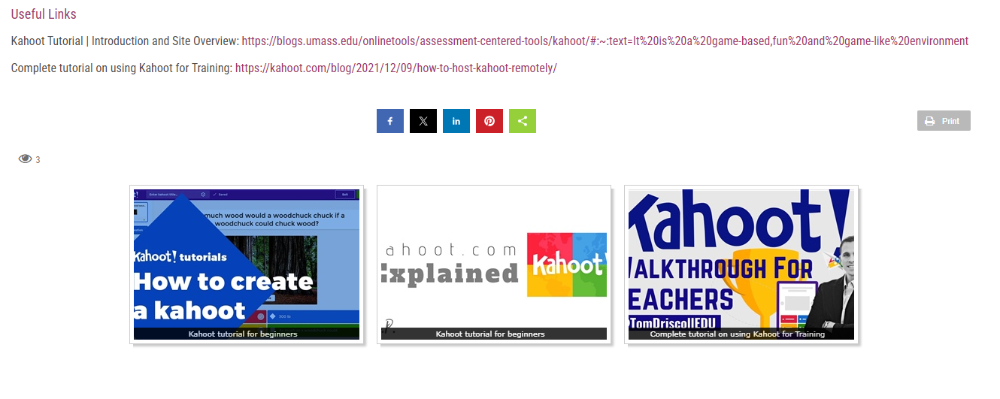 Useful Links
Kahoot Tutorial | Introduction and Site Overview: https://blogs.umass.edu/onlinetools/assessment-centered-tools/kahoot/#:~:text=It%20is%20a%20game-based,fun%20and%20game-like%20environment
Complete tutorial on using Kahoot for Training: https://kahoot.com/blog/2021/12/09/how-to-host-kahoot-remotely/
Print
3
Enter kahoot title...
Saved
Exit
much wood would a woodchuck chuck if a
woodchuck could chuck wood?
Kahoot! tutorials
How to create
a kahoot
300 lb
Kahoot tutorial for beginners
ahoot.com
Explained
Kahoot!
P.
Kahoot tutorial for beginners
Kahoot!
ALKTHROUGH FOR
EACHERS
@TomDriscollEDU
Complete tutorial on using Kahoot for Training